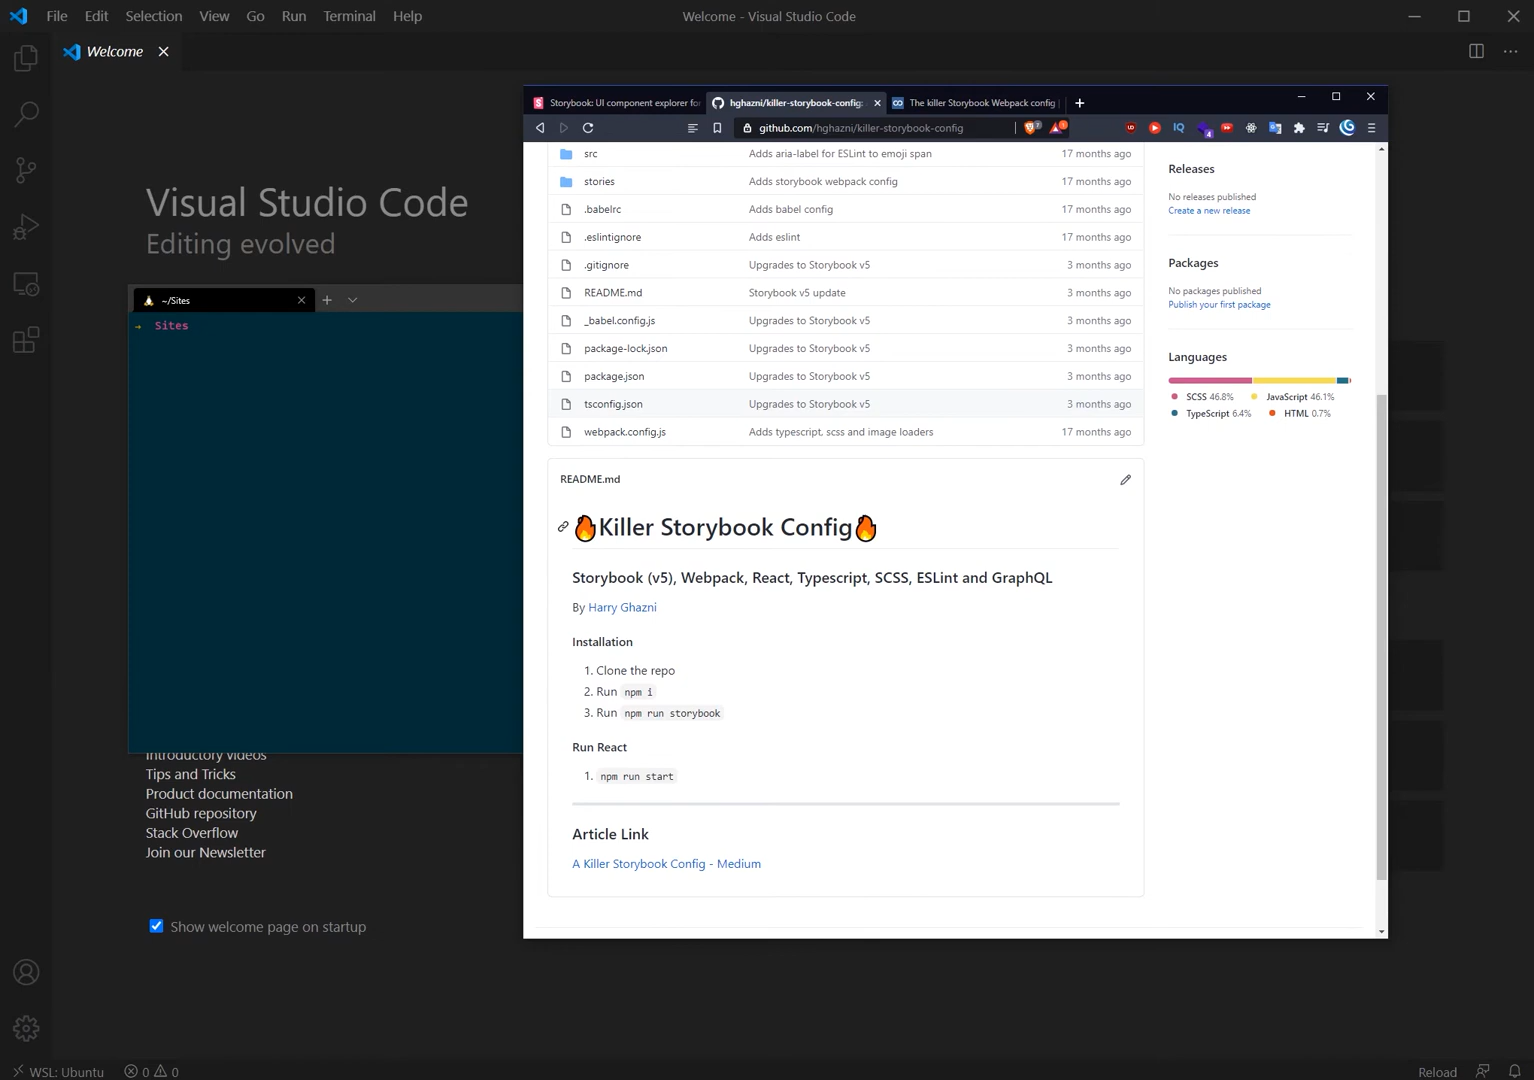 File Edit Selection View Go Run Terminal Help
Welcome - Visual Studio Code
Welcome
Visual Studio Code
Editing evolved
~/Sites
→ Sites
Introductory videos
Tips and Tricks
Product documentation
GitHub repository
Stack Overflow
Join our Newsletter
Show welcome page on startup
Storybook: UI component explorer for
hghazni/killer-storybook-config:
The killer Storybook Webpack config |
github.com/hghazni/killer-storybook-config
IQ
4
src Adds aria-label for ESLint to emoji span 17 months ago
stories Adds storybook webpack config 17 months ago
.babelrc Adds babel config 17 months ago
.eslintignore Adds eslint 17 months ago
.gitignore Upgrades to Storybook v5 3 months ago
README.md Storybook v5 update 3 months ago
_babel.config.js Upgrades to Storybook v5 3 months ago
package-lock.json Upgrades to Storybook v5 3 months ago
package.json Upgrades to Storybook v5 3 months ago
tsconfig.json Upgrades to Storybook v5 3 months ago
webpack.config.js Adds typescript, scss and image loaders 17 months ago
README.md
🔥Killer Storybook Config🔥
Storybook (v5), Webpack, React, Typescript, SCSS, ESLint and GraphQL
By Harry Ghazni
Installation
1. Clone the repo
2. Run npm i
3. Run npm run storybook
Run React
1. npm run start
Article Link
A Killer Storybook Config - Medium
Releases
No releases published
Create a new release
Packages
No packages published
Publish your first package
Languages
SCSS 46.8% JavaScript 46.1%
TypeScript 6.4% HTML 0.7%
WSL: Ubuntu 0 0
Reload